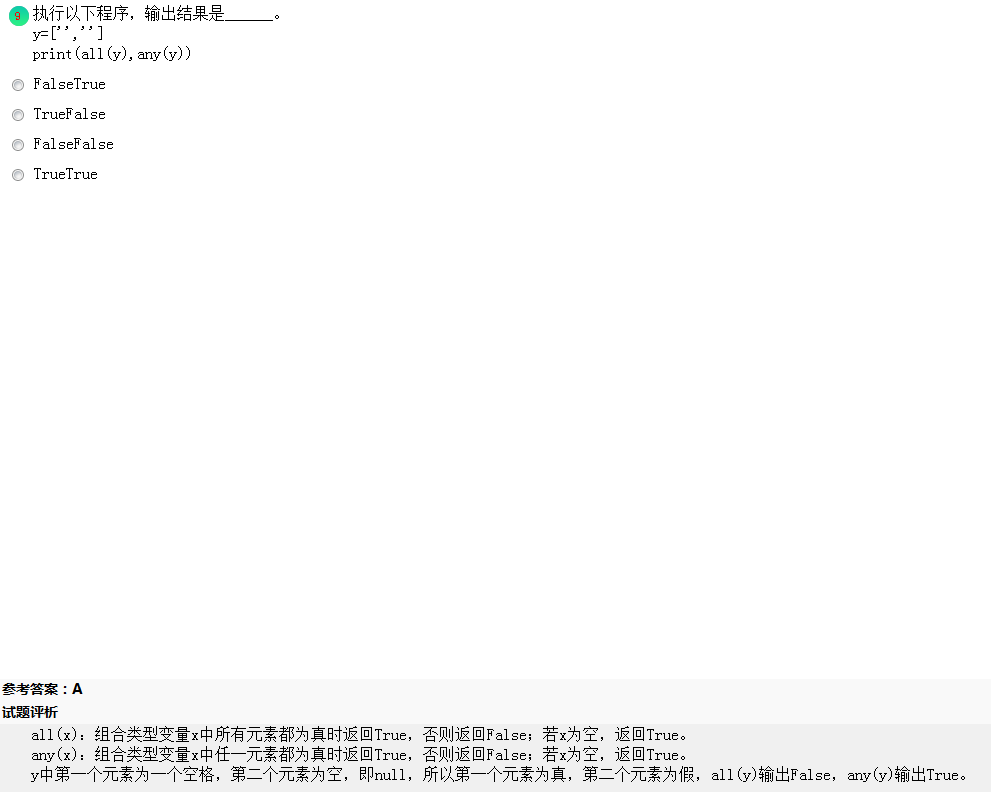 9 执行以下程序，输出结果是______。
y=['','']
print(all(y),any(y))
FalseTrue
TrueFalse
FalseFalse
TrueTrue
参考答案：A
试题评析
all(x)：组合类型变量x中所有元素都为真时返回True，否则返回False；若x为空，返回True。
any(x)：组合类型变量x中任一元素都为真时返回True，否则返回False；若x为空，返回True。
y中第一个元素为一个空格，第二个元素为空，即null，所以第一个元素为真，第二个元素为假，all(y)输出False，any(y)输出True。